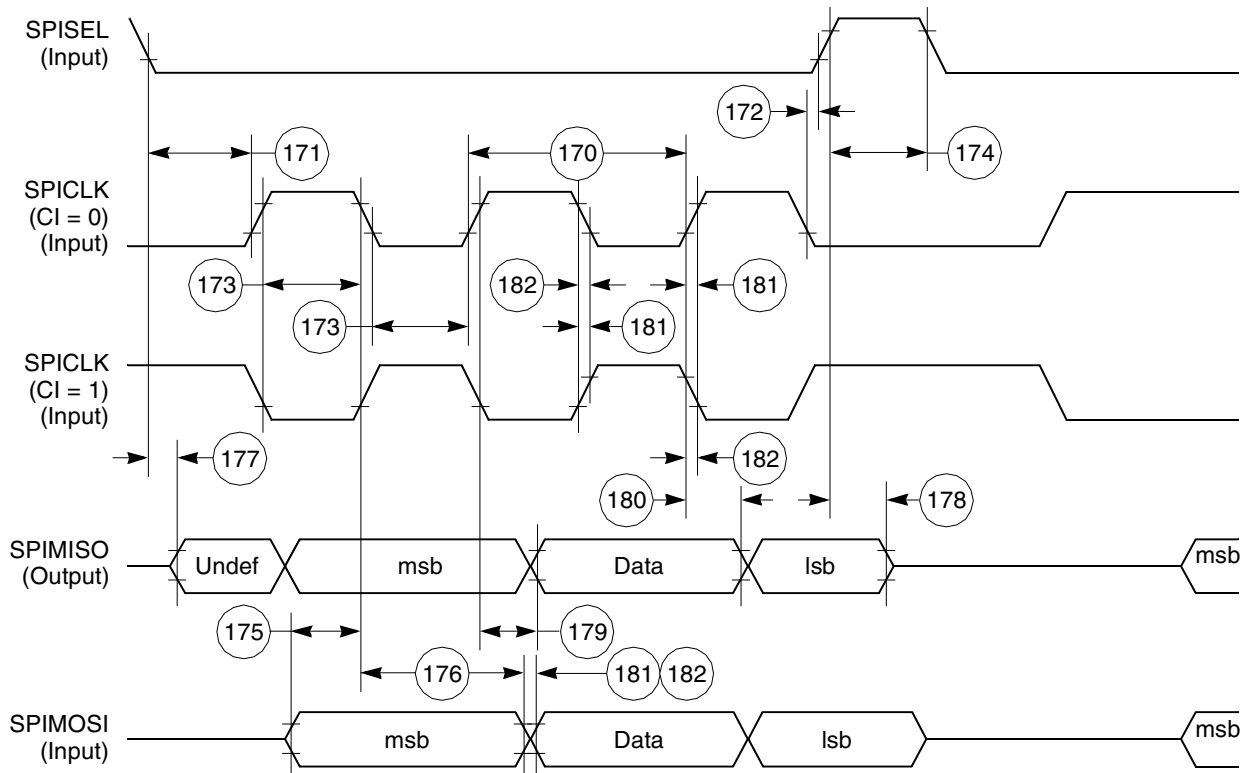 SPISEL
(Input)
172
171
170
174
SPICLK
(CI = 0)
(Input)
173
182
181
173
181
SPICLK
(CI = 1)
(Input)
177
182
180
178
SPIMISO
(Output)
Undef
msb
Data
lsb
msb
175
179
176
181
182
SPIMOSI
(Input)
msb
Data
lsb
msb